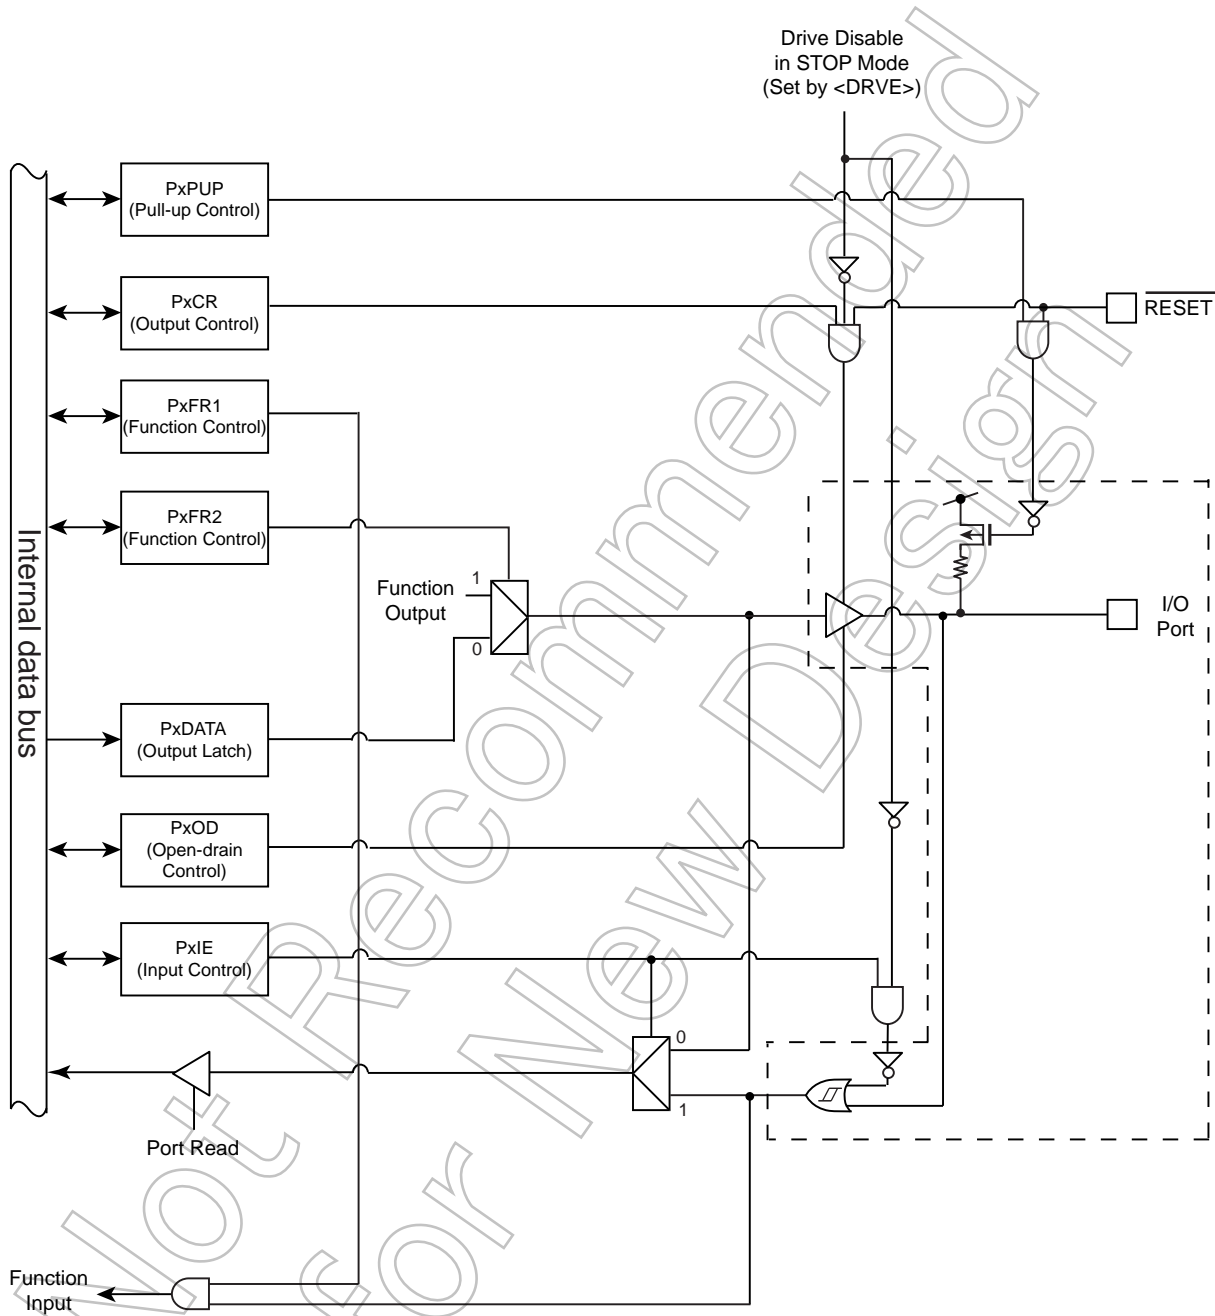 Drive Disable
in STOP Mode
(Set by <DRVE>)
PxPUP
(Pull-up Control)
PxCR
(Output Control)
RESET
PxFR1
(Function Control)
PxFR2
(Function Control)
Internal data bus
1
Function
Output
0
I/O
Port
PxDATA
(Output Latch)
PxOD
(Open-drain
Control)
PxIE
(Input Control)
0
1
Port Read
Function
Input
Not Recommended
for New Design